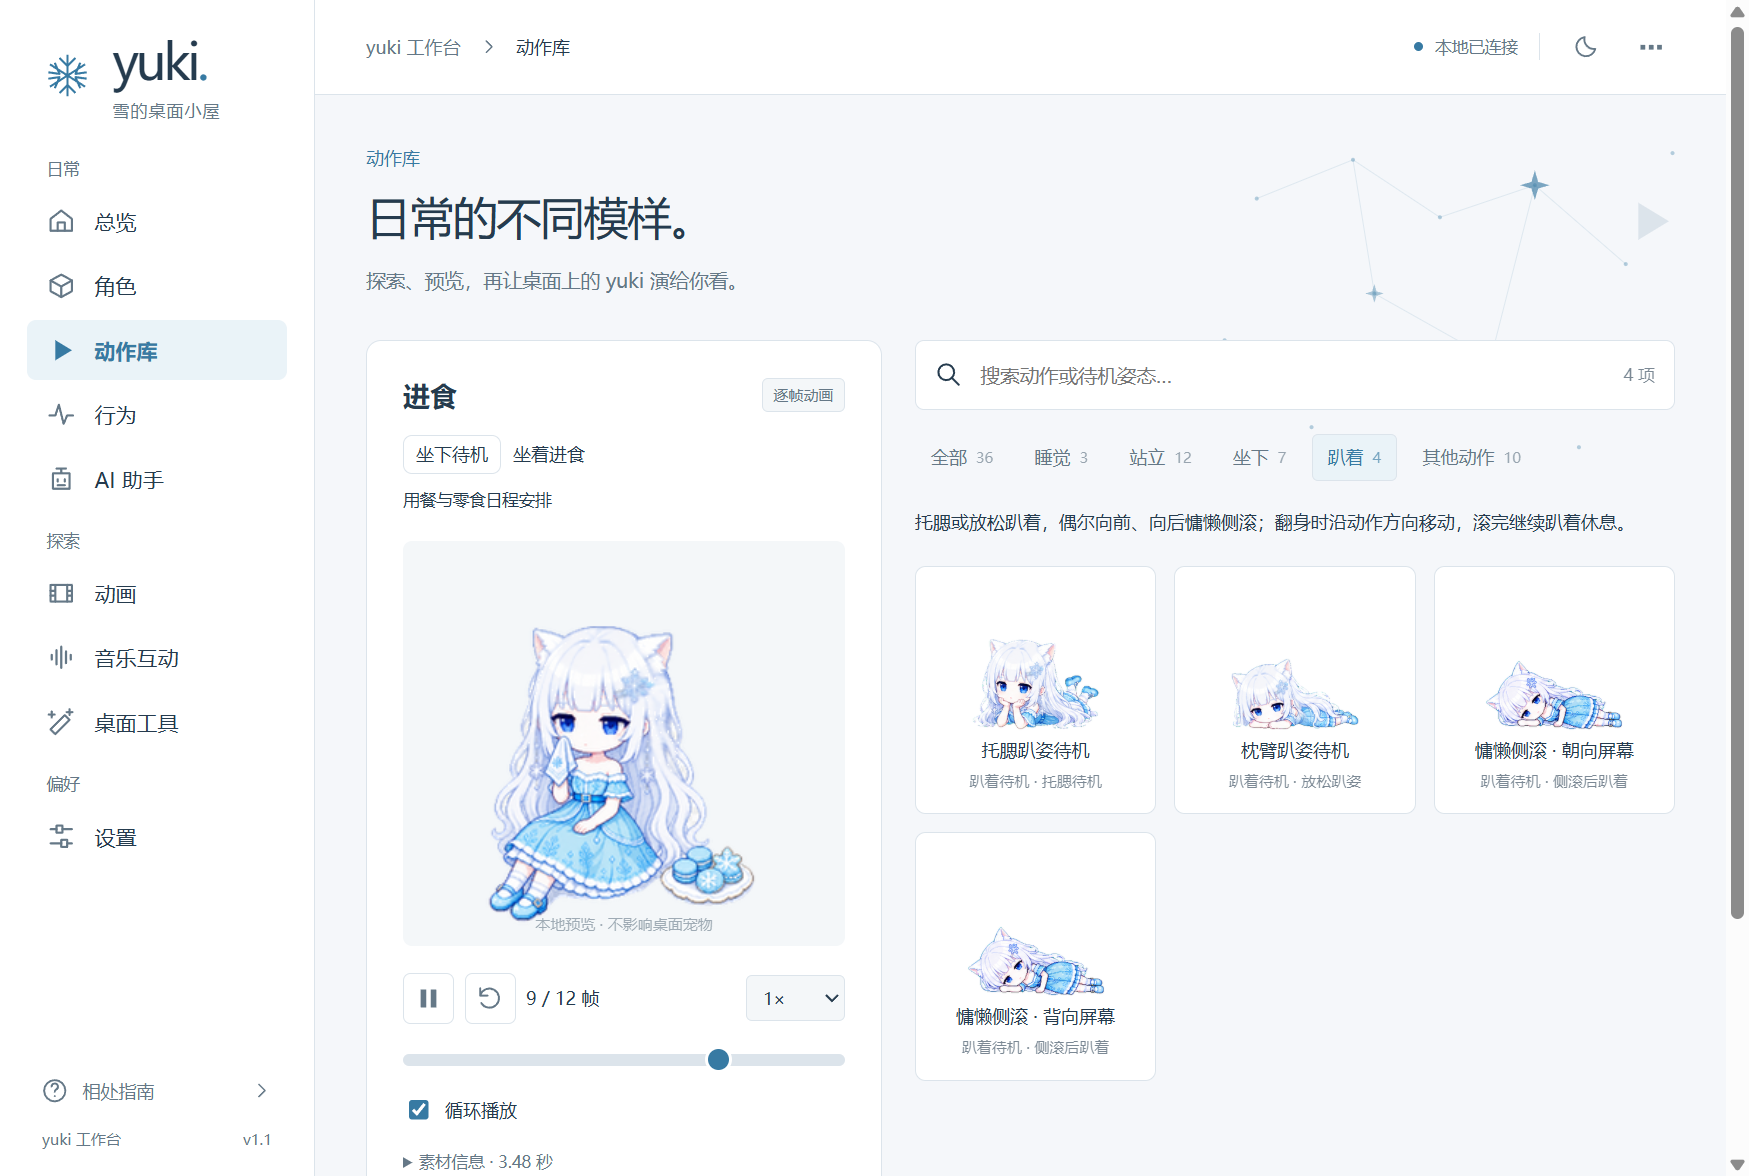 yuki.
雪的桌面小屋
日常
总览
角色
动作库
行为
AI 助手
探索
动画
音乐互动
桌面工具
偏好
设置
相处指南
yuki 工作台
v1.1
yuki 工作台
动作库
本地已连接
动作库
日常的不同模样。
探索、预览，再让桌面上的 yuki 演给你看。
进食
逐帧动画
坐下待机
坐着进食
用餐与零食日程安排
本地预览 · 不影响桌面宠物
9 / 12 帧
1×
循环播放
素材信息 · 3.48 秒
搜索动作或待机姿态...
4 项
全部 36
睡觉 3
站立 12
坐下 7
趴着 4
其他动作 10
托腮或放松趴着，偶尔向前、向后慵懒侧滚；翻身时沿动作方向移动，滚完继续趴着休息。
托腮趴姿待机
趴着待机 · 托腮待机
枕臂趴姿待机
趴着待机 · 放松趴姿
慵懒侧滚 · 朝向屏幕
趴着待机 · 侧滚后趴着
慵懒侧滚 · 背向屏幕
趴着待机 · 侧滚后趴着